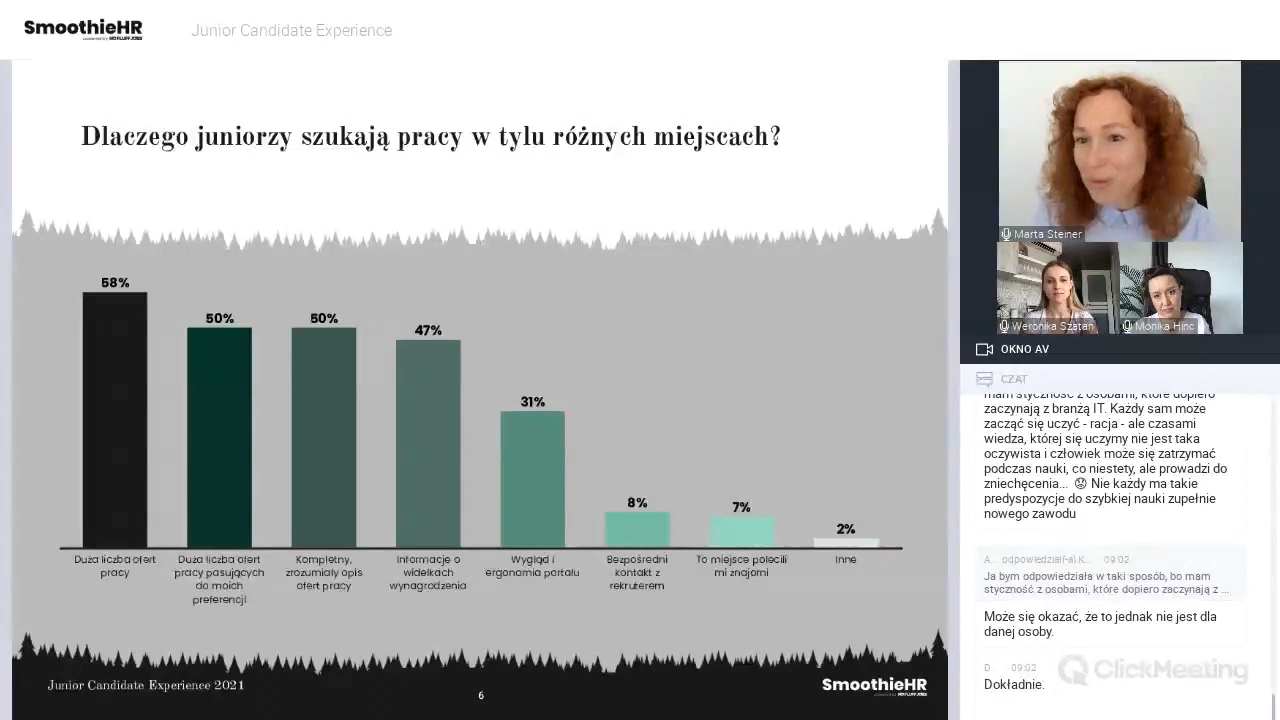 SmoothieHR
Junior Candidate Experience
Dlaczego juniorzy szukają pracy w tylu różnych miejscach?
58%
50%
50%
47%
31%
8%
7%
2%
Duża liczba ofert
pracy
Duża liczba ofert
pracy pasujących
do moich
preferencji
Kompletny,
zrozumiały opis
ofert pracy
Informacje o
widełkach
wynagrodzenia
Wygląd i
ergonomia portalu
Bezpośredni
kontakt z
rekruterem
To miejsce polecili
mi znajomi
Inne
Junior Candidate Experience 2021
6
SmoothieHR
Marta Steiner
Weronika Szatan
Monika Hinc
OKNO AV
CZAT
mam styczność z osobami, które dopiero
zaczynają z branżą IT. Każdy sam może
zacząć się uczyć - racja - ale czasami
wiedza, której się uczymy nie jest taka
oczywista i człowiek może się zatrzymać
podczas nauki, co niestety, ale prowadzi do
zniechęcenia... 😟 Nie każdy ma takie
predyspozycje do szybkiej nauki zupełnie
nowego zawodu
A... odpowiedział(-a) K... 09:02
Ja bym odpowiedziała w taki sposób, bo mam
styczność z osobami, które dopiero zaczynają z ...
Może się okazać, że to jednak nie jest dla
danej osoby.
D... 09:02
Dokładnie.
ClickMeeting